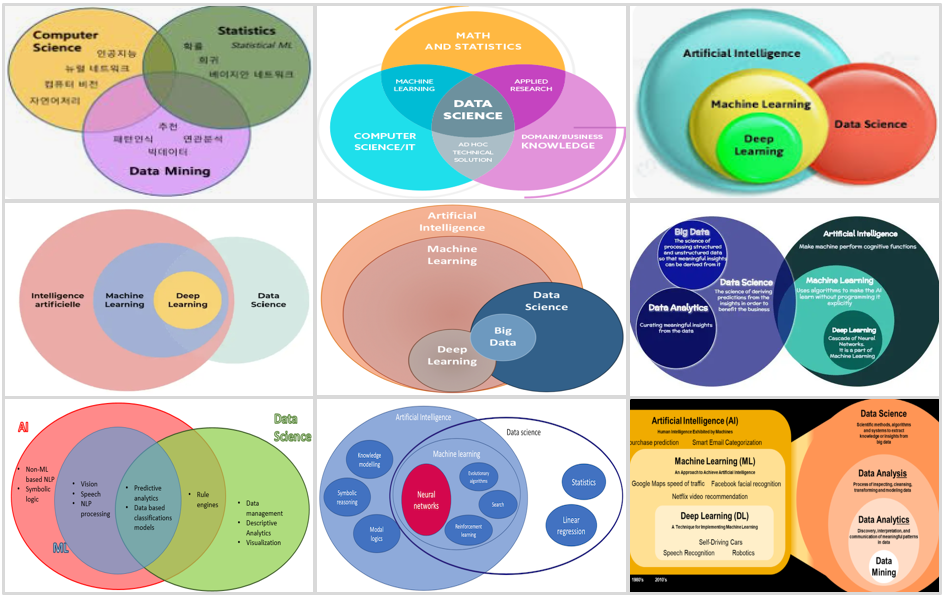 Computer
Science
인공지능
뉴럴 네트워크
컴퓨터 비전
자연어처리
Statistics
확률
Statistical ML
회귀
베이지안 네트워크
추천
패턴인식 연관분석
빅데이터
Data Mining
MATH
AND STATISTICS
MACHINE
LEARNING
APPLIED
RESEARCH
DATA
SCIENCE
COMPUTER
SCIENCE/IT
DOMAIN/BUSINESS
KNOWLEDGE
AD HOC
TECHNICAL
SOLUTION
Artificial Intelligence
Machine Learning
Deep
Learning
Data Science
Intelligence
artificielle
Machine
Learning
Deep
Learning
Data
Science
Artificial
Intelligence
Machine
Learning
Data
Science
Big
Data
Deep
Learning
Big Data
The science of
processing structured
and unstructured data
so that meaningful insights
can be derived from it
Data Science
The science of deriving
predictions from the
insights in order to
benefit the business
Data Analytics
Curating meaningful insights
from the data
Artificial Intelligence
Make machine perform cognitive functions
Machine Learning
Uses algorithms to make the AI
learn without programming it
explicitly
Deep Learning
Cascade of Neural
Networks.
It is a part of
Machine Learning
AI
Data
Science
• Non-ML
based NLP
• Symbolic
logic
• Vision
• Speech
• NLP
processing
• Predictive
analytics
• Data based
classifications
models
• Rule
engines
• Data
management
• Descriptive
Analytics
• Visualization
ML
Artificial Intelligence
Data science
Knowledge
modelling
Machine learning
Symbolic
reasoning
Neural
networks
Evolutionary
algorithms
Search
Statistics
Modal
logics
Reinforcement
learning
Linear
regression
Artificial Intelligence (AI)
Human Intelligence Exhibited by Machines
urchase prediction Smart Email Categorization
Machine Learning (ML)
An Approach to Achieve Artificial Intelligence
Google Maps speed of traffic Facebook facial recognition
Netflix video recommendation
Deep Learning (DL)
A Technique for Implementing Machine Learning
Self-Driving Cars
Speech Recognition Robotics
1980's 2010's
Data Science
Scientific methods, algorithms
and systems to extract
knowledge or insights from
big data
Data Analysis
Process of inspecting, cleansing,
transforming and modeling data
Data Analytics
Discovery, interpretation, and
communication of meaningful patterns
in data
Data
Mining